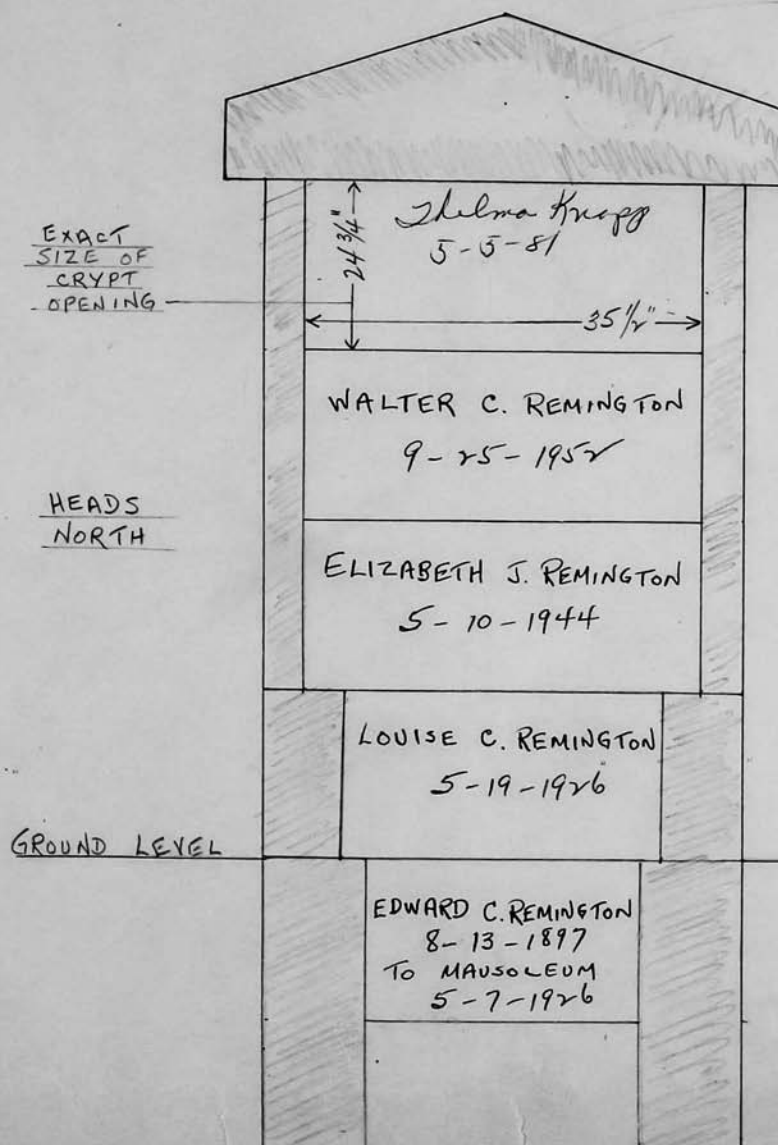 Thelma Knapp
5-5-81
24 3/4"
EXACT
SIZE OF
CRYPT
OPENING
35 1/2"
WALTER C. REMINGTON
9-25-1952
HEADS
NORTH
ELIZABETH J. REMINGTON
5-10-1944
LOUISE C. REMINGTON
5-19-1926
GROUND LEVEL
EDWARD C. REMINGTON
8-13-1897
TO MAUSOLEUM
5-7-1926